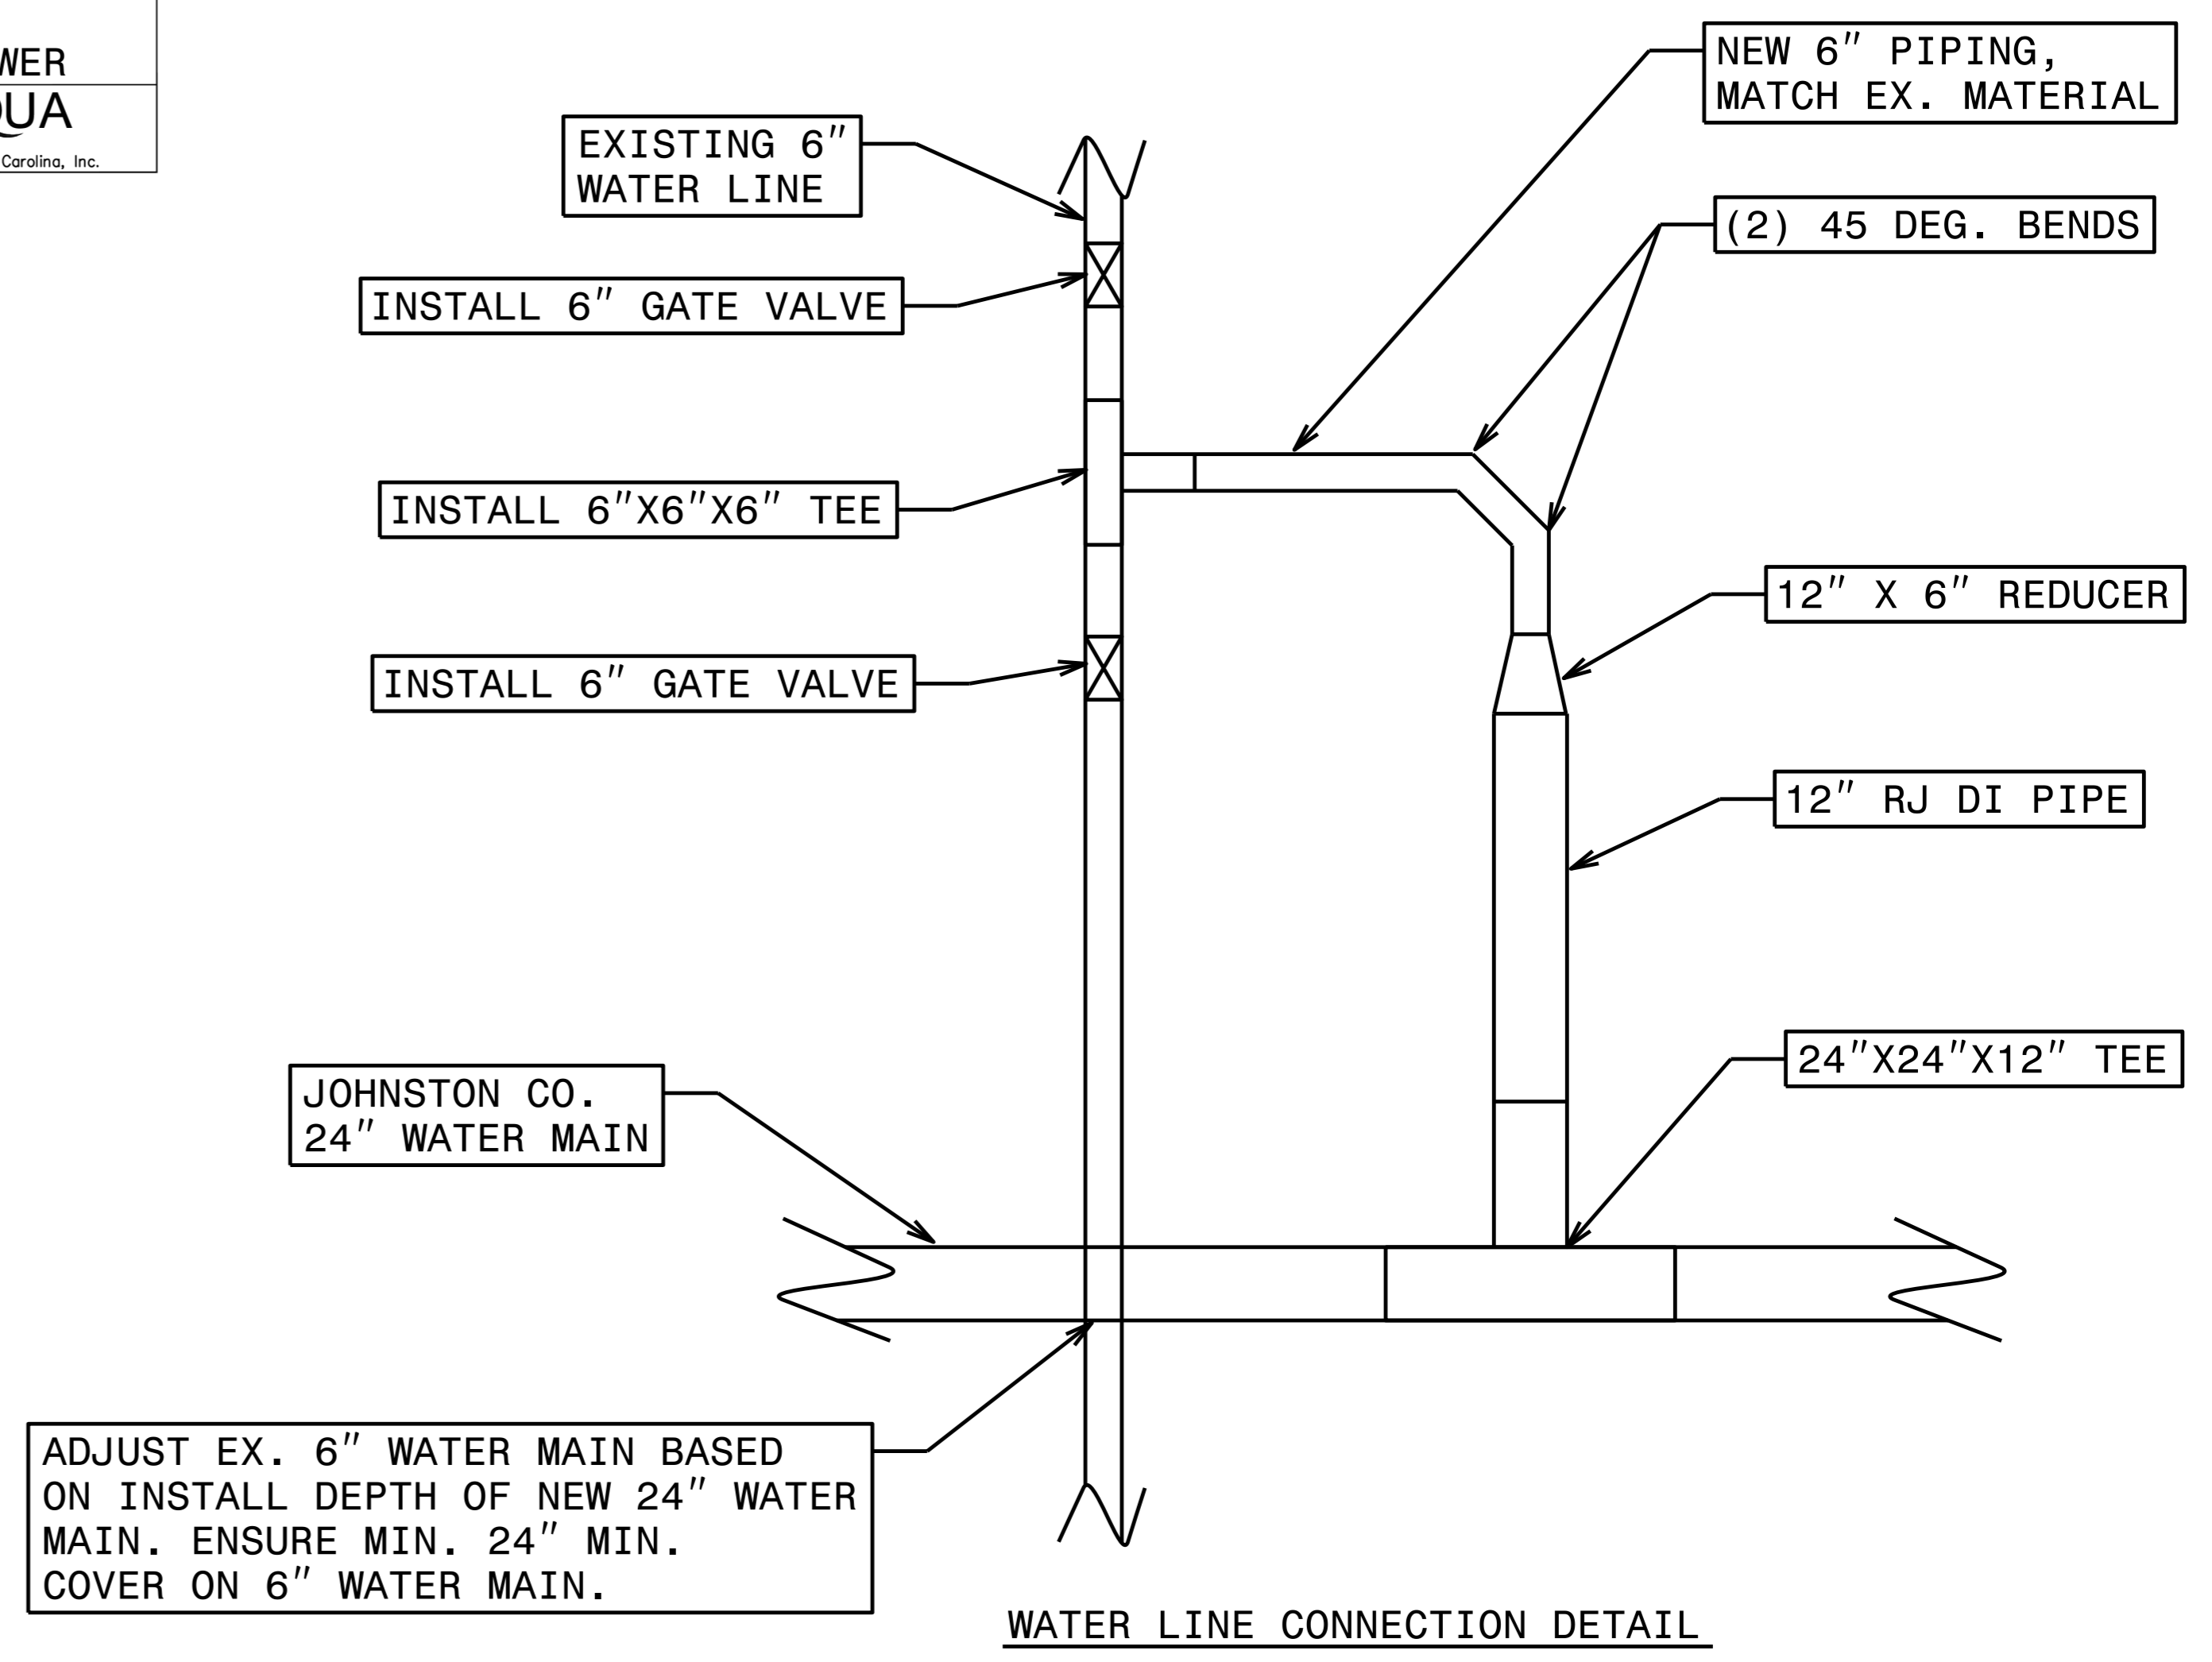 Carolina, Inc.
NEW 6" PIPING,
MATCH EX. MATERIAL
EXISTING 6"
WATER LINE
(2) 45 DEG. BENDS
INSTALL 6" GATE VALVE
INSTALL 6"X6"X6" TEE
12" X 6" REDUCER
INSTALL 6" GATE VALVE
12" RJ DI PIPE
24"X24"X12" TEE
JOHNSTON CO.
24" WATER MAIN
ADJUST EX. 6" WATER MAIN BASED
ON INSTALL DEPTH OF NEW 24" WATER
MAIN. ENSURE MIN. 24" MIN.
COVER ON 6" WATER MAIN.
WATER LINE CONNECTION DETAIL